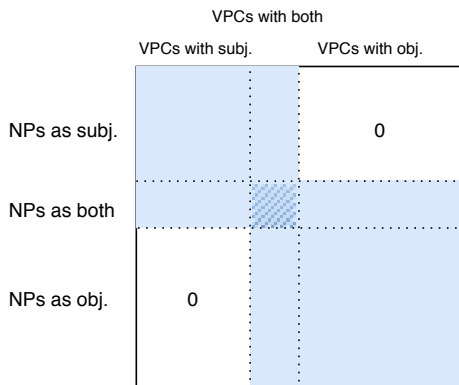 VPCs with both
VPCs with subj. VPCs with obj.
NPs as subj. 0
NPs as both
NPs as obj. 0